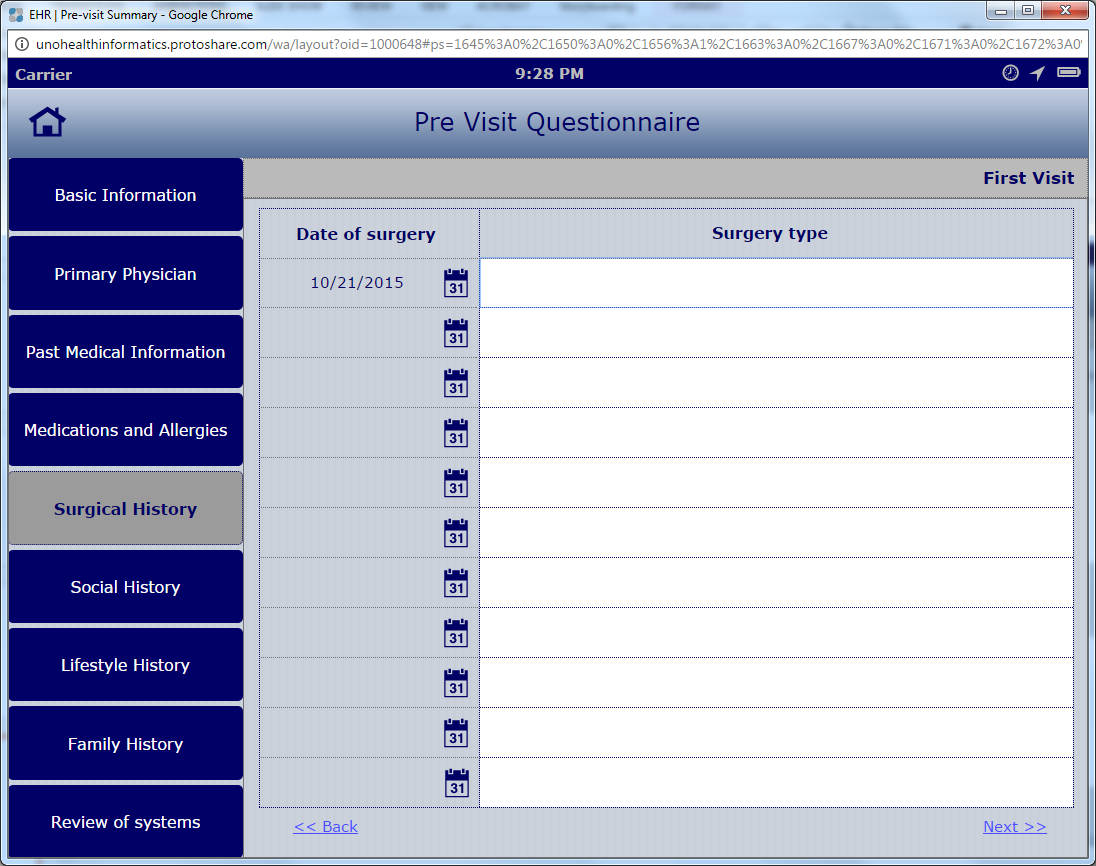 EHR | Pre-visit Summary - Google Chrome
unohealthinformatics.protoshare.com/wa/layout?oid=1000648#ps=1645%3A0%2C1650%3A0%2C1656%3A1%2C1663%3A0%2C1667%3A0%2C1671%3A0%2C1672%3A0
Carrier 9:28 PM
Pre Visit Questionnaire
First Visit
Basic Information
Primary Physician
Past Medical Information
Medications and Allergies
Surgical History
Social History
Lifestyle History
Family History
Review of systems
Date of surgery Surgery type
10/21/2015 31
31
31
31
31
31
31
31
31
31
31
<< Back Next >>